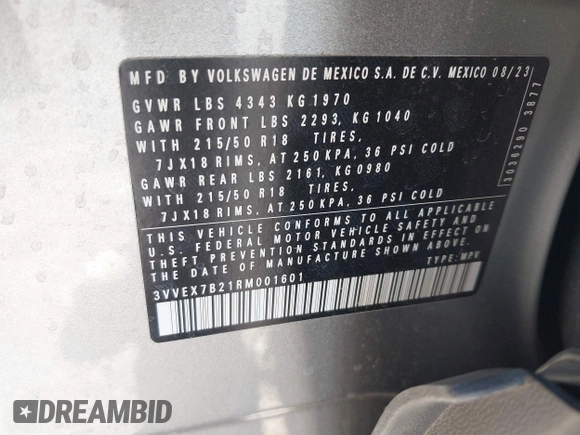 MFD BY VOLKSWAGEN DE MEXICO S.A. DE C.V. MEXICO 08/23
GVWR LBS 4343 KG 1970
GAWR FRONT LBS 2293, KG 1040
WITH 215/50 R18 TIRES,
7JX18 RIMS, AT 250 KPA, 36 PSI COLD
GAWR REAR LBS 2161, KG0980
WITH 215/50 R18 TIRES,
7JX18 RIMS, AT 250 KPA, 36 PSI COLD
THIS VEHICLE CONFORMS TO ALL APPLICABLE
U.S. FEDERAL MOTOR VEHICLE SAFETY AND
THEFT PREVENTION STANDARDS IN EFFECT
ON THE DATE OF MANUFACTURE SHOWN ABOVE.
3VVEX7B21RM001601 TYPE: MPV
3036290 3877
DREAMBID